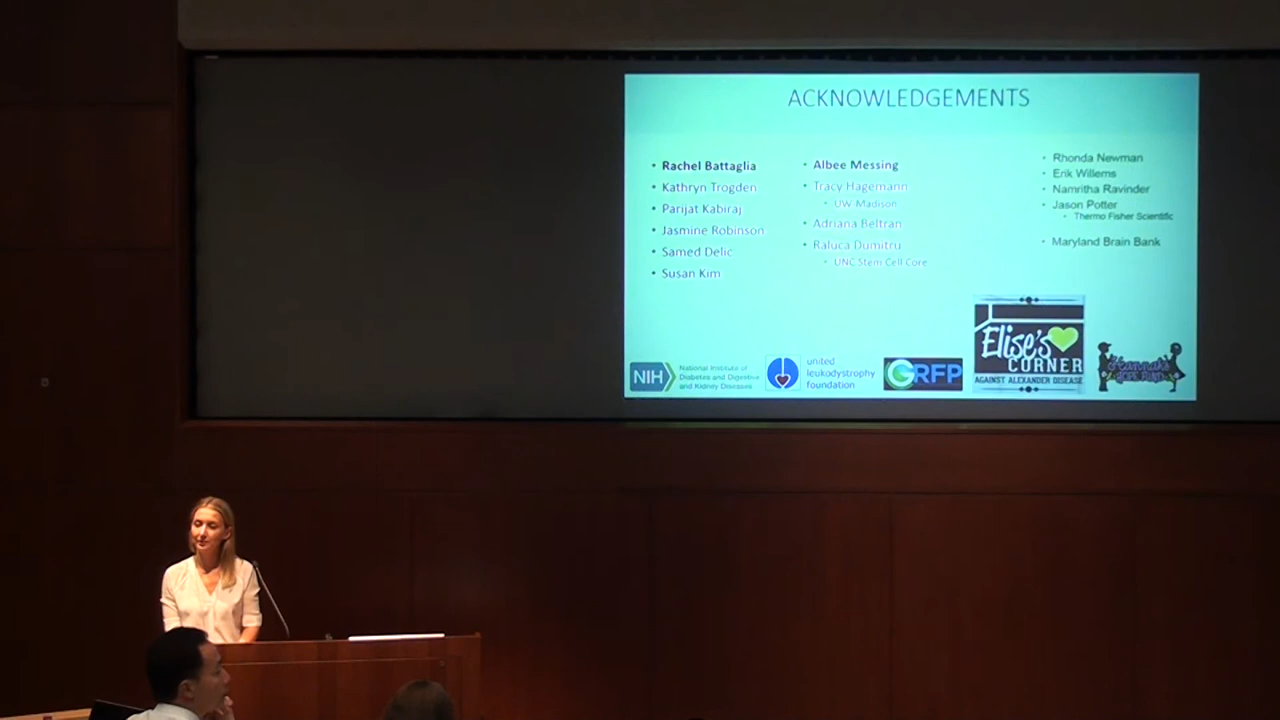 ACKNOWLEDGEMENTS
• Rachel Battaglia
• Kathryn Trogden
• Parijat Kabiraj
• Jasmine Robinson
• Samed Delic
• Susan Kim
• Albee Messing
• Tracy Hagemann
• UW Madison
• Adriana Beltran
• Raluca Dumitru
• UNC Stem Cell Core
• Rhonda Newman
• Erik Willems
• Namritha Ravinder
• Jason Potter
• Thermo Fisher Scientific
• Maryland Brain Bank
NIH
National Institute of
Diabetes and Digestive
and Kidney Diseases
united
leukodystrophy
foundation
GRFP
Elise's
CORNER
AGAINST ALEXANDER DISEASE